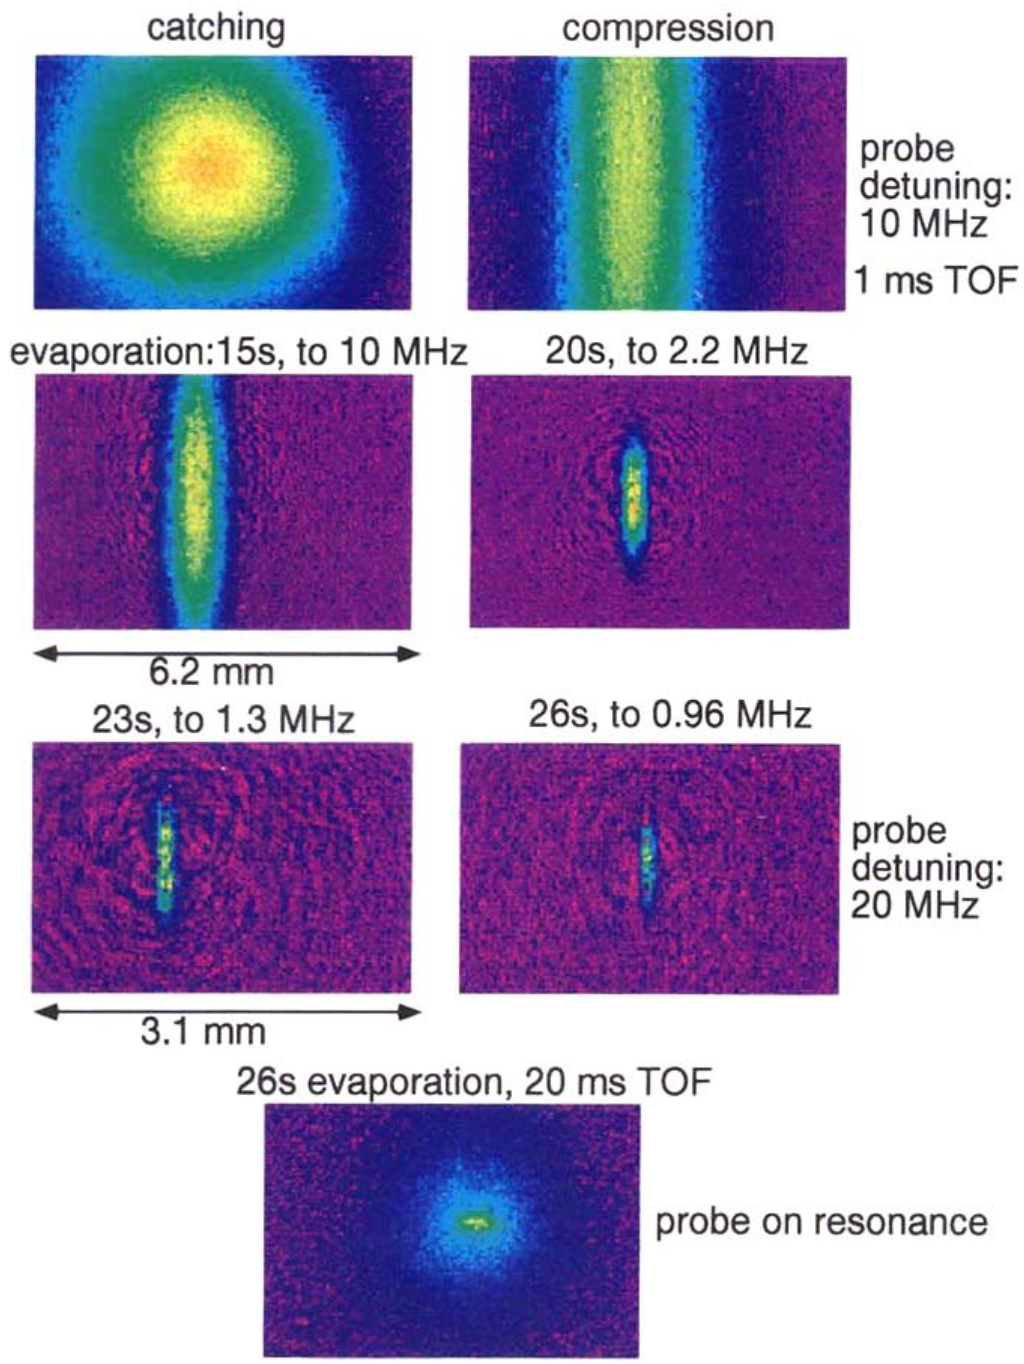 catching
compression
probe
detuning:
10 MHz
1 ms TOF
evaporation:15s, to 10 MHz
20s, to 2.2 MHz
6.2 mm
23s, to 1.3 MHz
26s, to 0.96 MHz
probe
detuning:
20 MHz
3.1 mm
26s evaporation, 20 ms TOF
probe on resonance